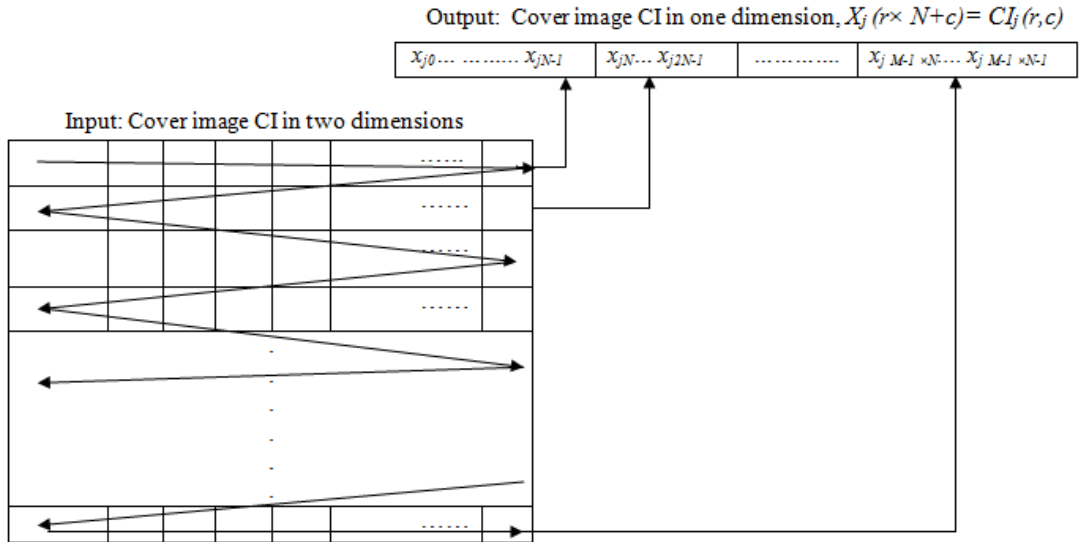 Output: Cover image CI in one dimension, Xj (r× N+c)= CIj (r,c)
xj0... ......... xjN-1 xjN... xj2N-1 ............. xj M-1 ×N.... xj M-1 ×N-1
Input: Cover image CI in two dimensions
......
......
......
......
......